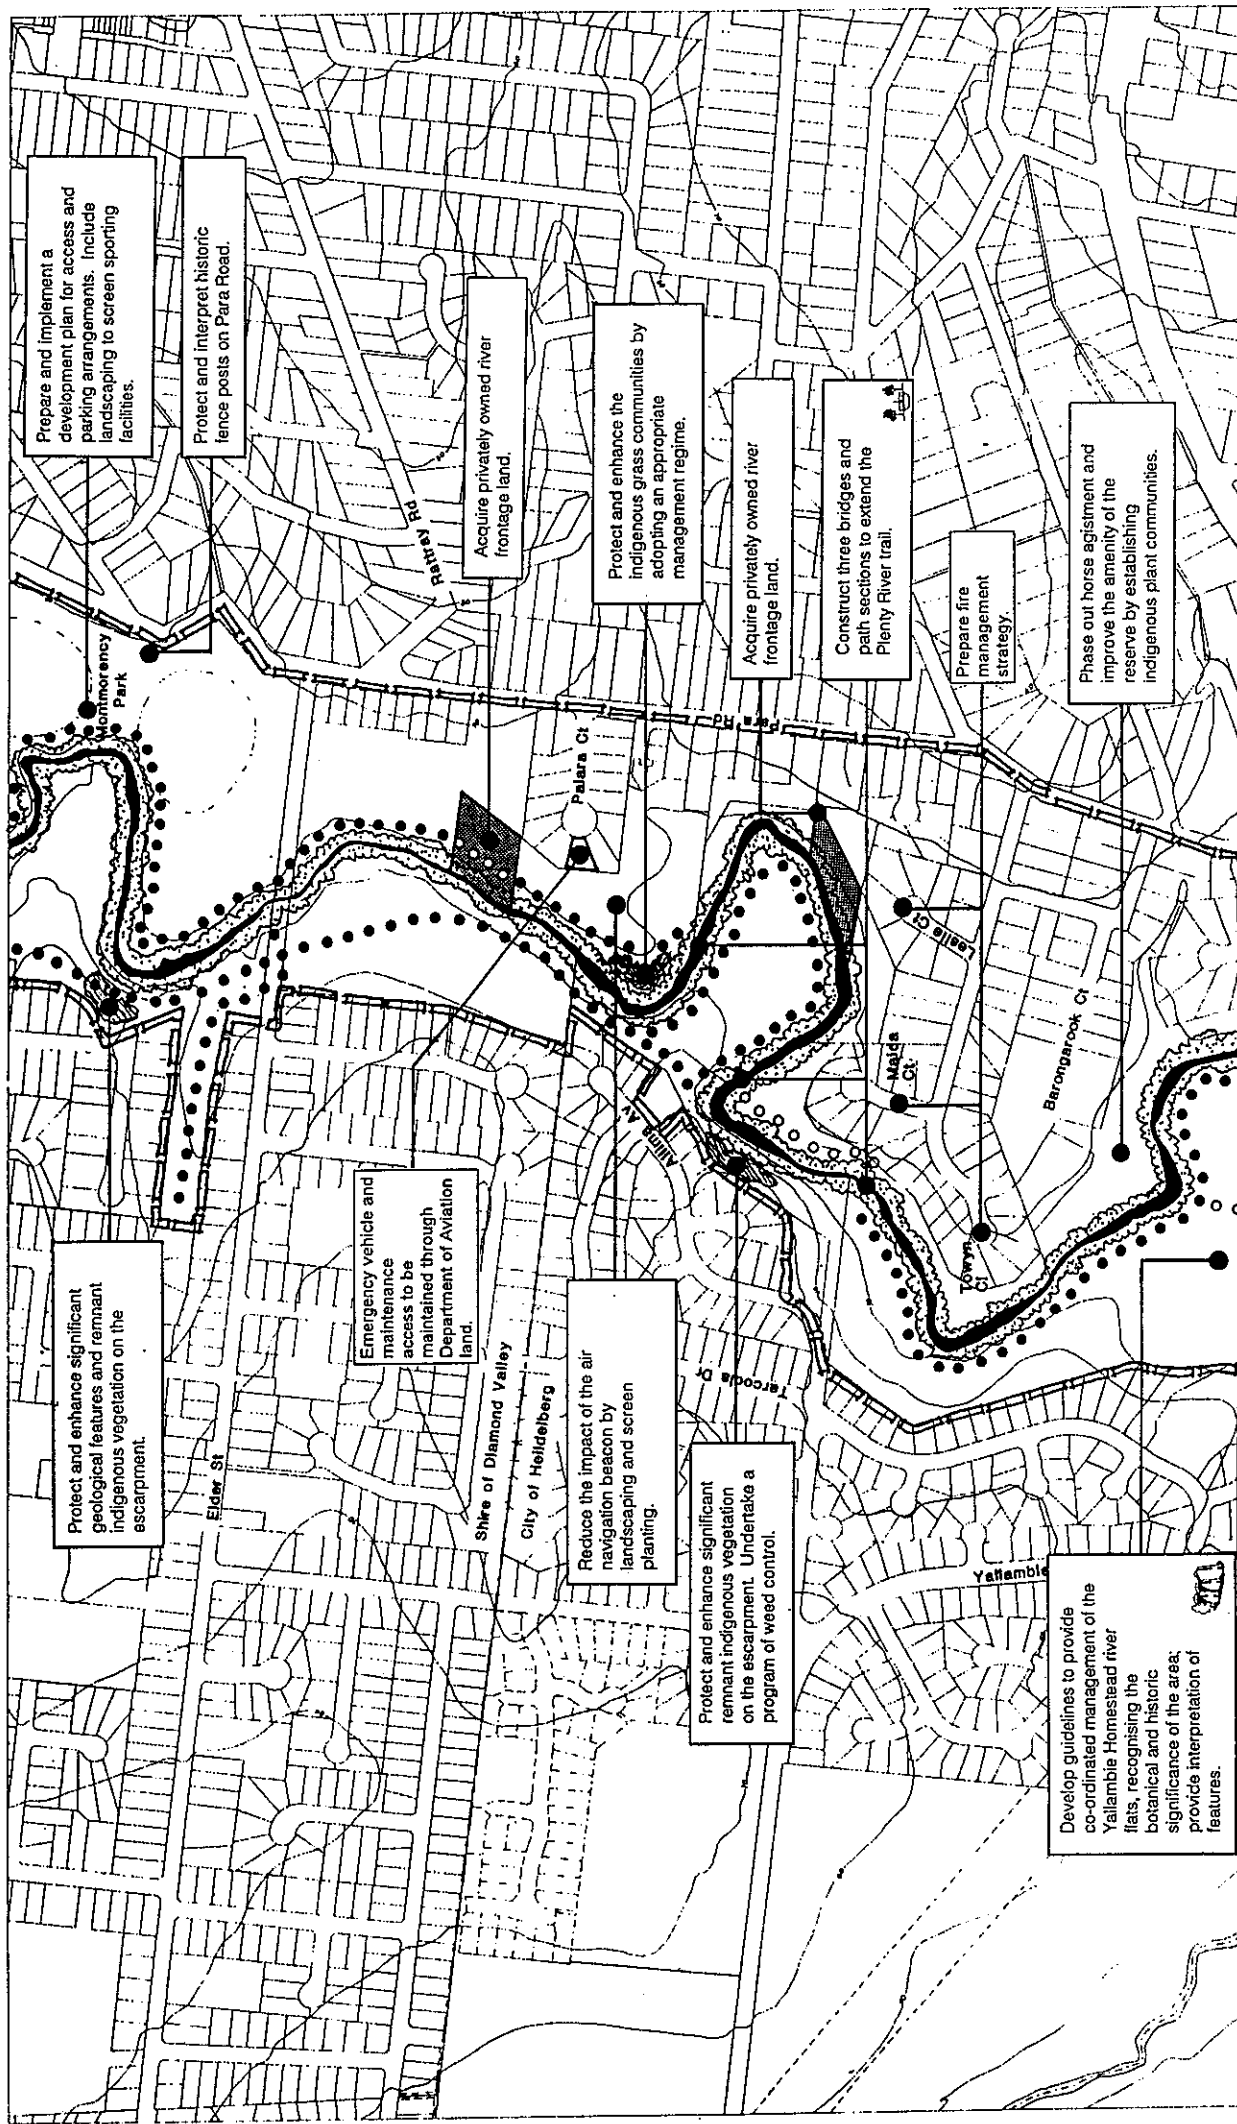 Prepare and implement a
development plan for access and
parking arrangements. Include
landscaping to screen sporting
facilities.
Protect and interpret historic
fence posts on Para Road.
Montmorency
Park
Rattray Rd
Acquire privately owned river
frontage land.
Palara Ct
Protect and enhance the
indigenous grass communities by
adopting an appropriate
management regime.
Para Rd
Acquire privately owned river
frontage land.
Construct three bridges and
path sections to extend the
Plenty River trail.
Prepare fire
management
strategy.
Phase out horse agistment and
improve the amenity of the
reserve by establishing
indigenous plant communities.
Leslie Ct
Maida
Ct
Barongarook Ct
Towyn
Ct
Protect and enhance significant
geological features and remnant
indigenous vegetation on the
escarpment.
Elder St
Emergency vehicle and
maintenance
access to be
maintained through
Department of Aviation
land.
Shire of Diamond Valley
City of Heidelberg
Allima Av
Reduce the impact of the air
navigation beacon by
landscaping and screen
planting.
Tarcoola Dr
Protect and enhance significant
remnant indigenous vegetation
on the escarpment. Undertake a
program of weed control.
Yallambie
Develop guidelines to provide
co-ordinated management of the
Yallambie Homestead river
flats, recognising the
botanical and historic
significance of the area;
provide interpretation of
features.